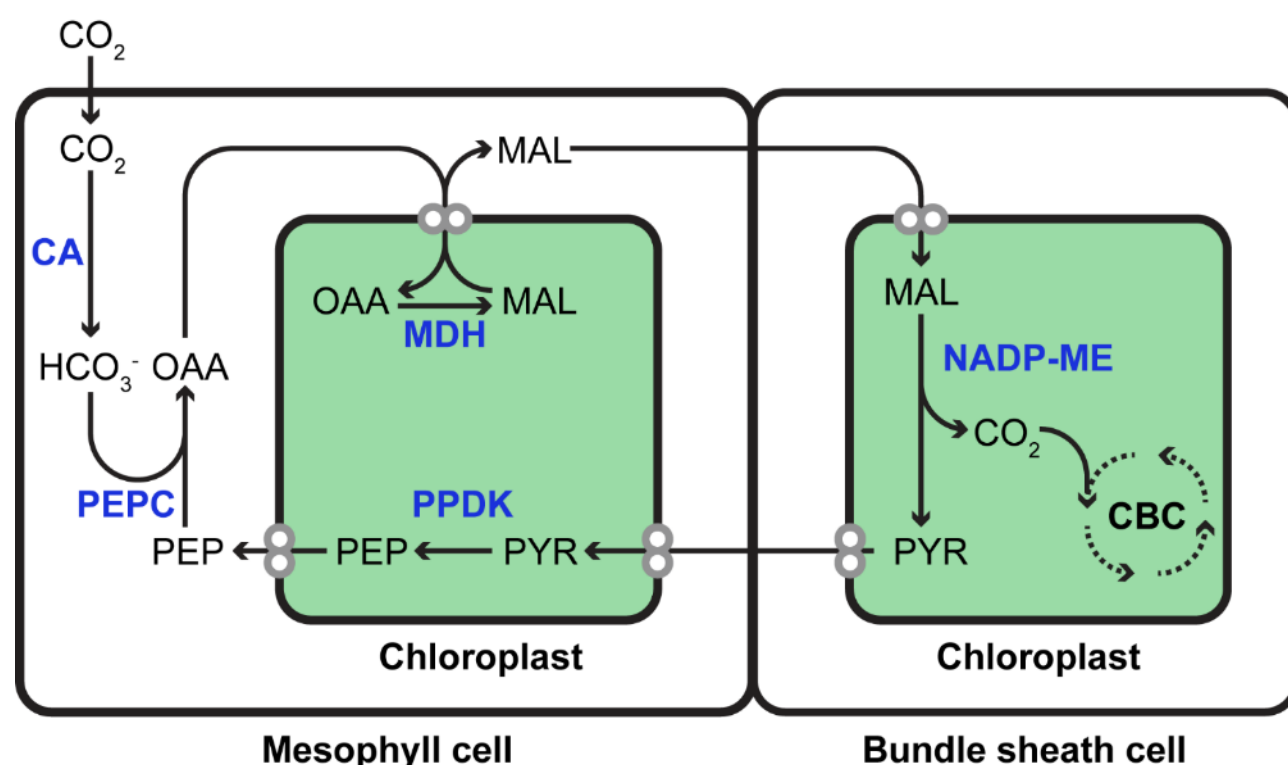 CO2
CO2
MAL
CA
OAA
MAL
MDH
MAL
HCO3-
OAA
NADP-ME
CO2
PEPC
PPDK
CBC
PEP
PEP
PYR
PYR
Chloroplast
Chloroplast
Mesophyll cell
Bundle sheath cell